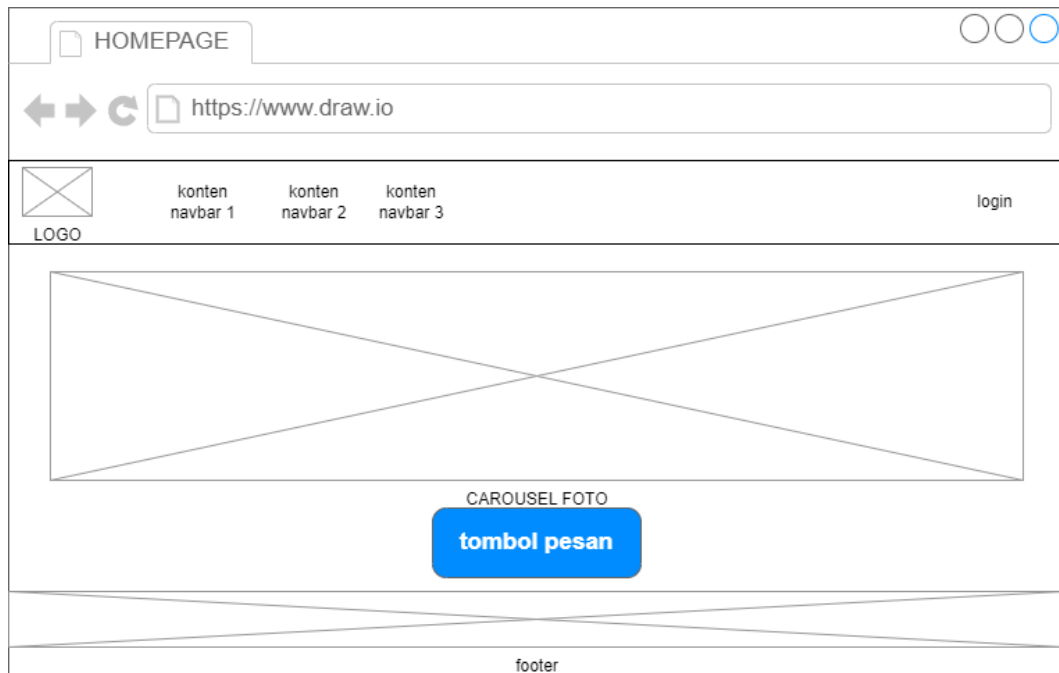 HOMEPAGE
https://www.draw.io
LOGO
konten
navbar 1
konten
navbar 2
konten
navbar 3
login
CAROUSEL FOTO
tombol pesan
footer